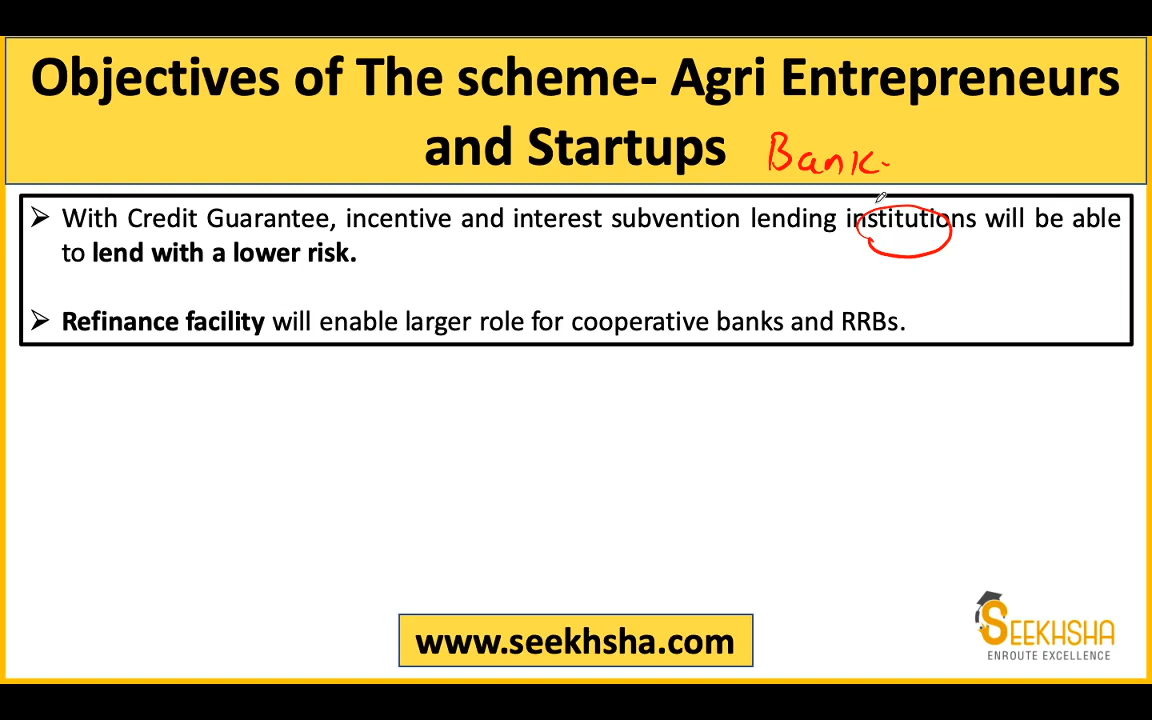 Objectives of The scheme- Agri Entrepreneurs
and Startups Bank.
➤ With Credit Guarantee, incentive and interest subvention lending institutions will be able
to lend with a lower risk.
➤ Refinance facility will enable larger role for cooperative banks and RRBs.
www.seekhsha.com
SEEKHSHA
ENROUTE EXCELLENCE